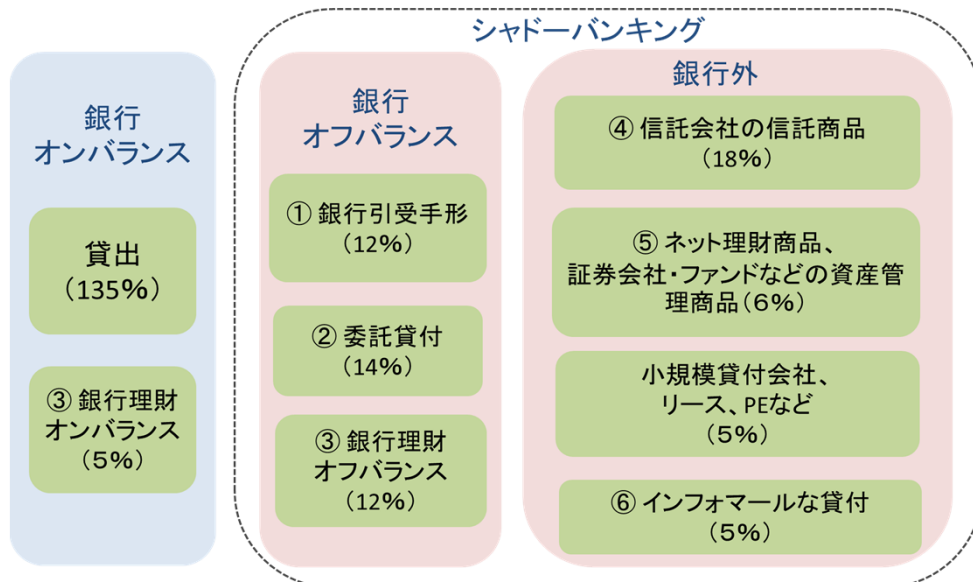 シャドーバンキング
銀行
オンバランス
貸出
（135%）
③ 銀行理財
オンバランス
（５%）
銀行
オフバランス
① 銀行引受手形
（12%）
② 委託貸付
（14%）
③ 銀行理財
オフバランス
（12%）
銀行外
④ 信託会社の信託商品
（18%）
⑤ ネット理財商品、
証券会社・ファンドなどの資産管
理商品（６%）
小規模貸付会社、
リース、PEなど
（５%）
⑥ インフォマールな貸付
（５%）